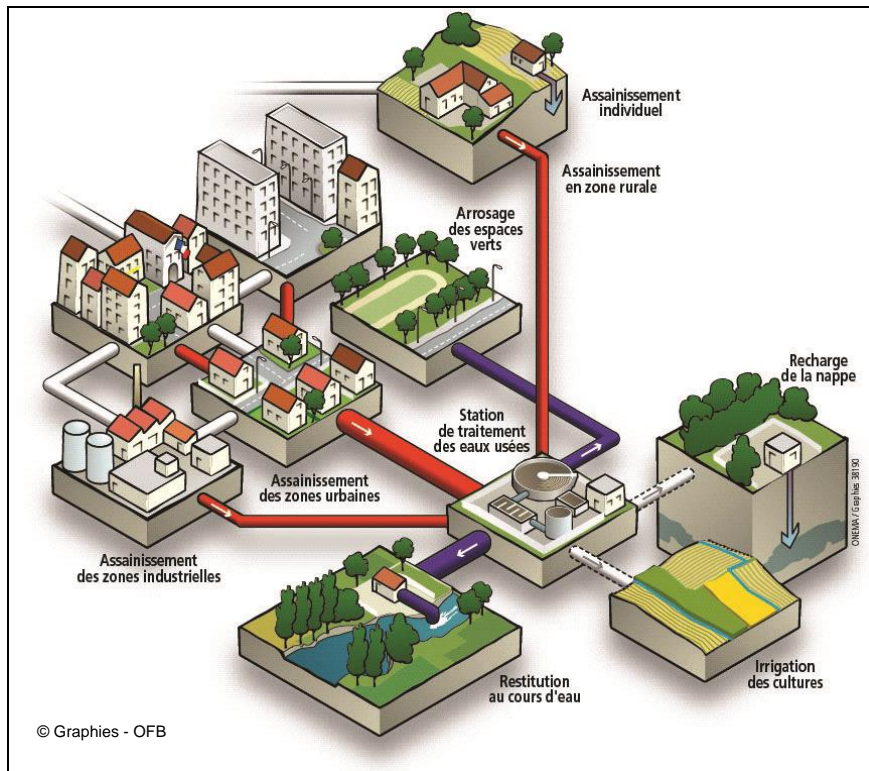 Assainissement
individuel
Assainissement
en zone rurale
Arrosage
des espaces
verts
Recharge
de la nappe
Station
de traitement
des eaux usées
Assainissement
des zones urbaines
Assainissement
des zones industrielles
ONEMA / Graphies 38190
Restitution
au cours d'eau
Irrigation
des cultures
© Graphies - OFB